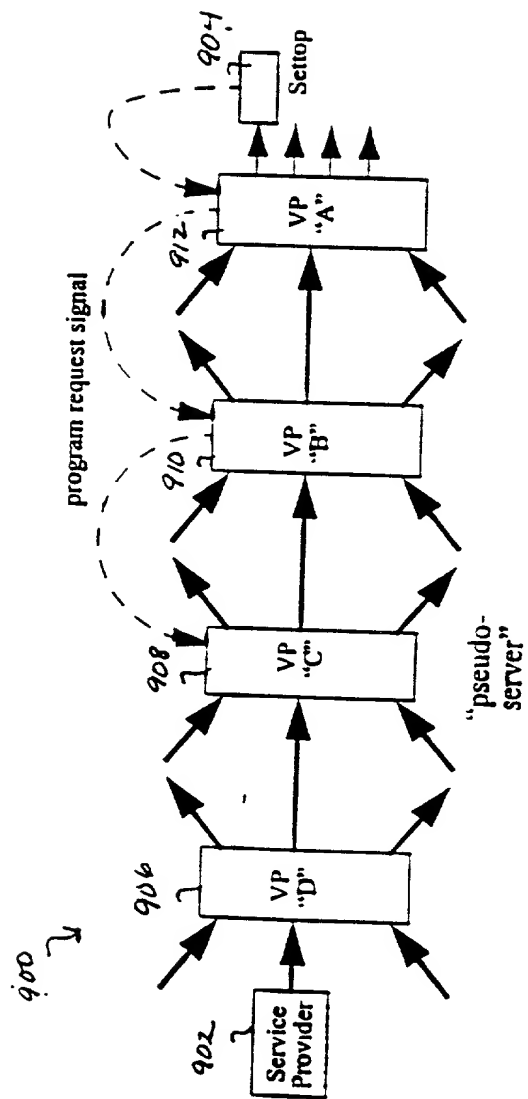 900
program request signal
902
Service
Provider
906
VP
"D"
908
VP
"C"
"pseudo-
server"
910
VP
"B"
912
VP
"A"
904
Settop